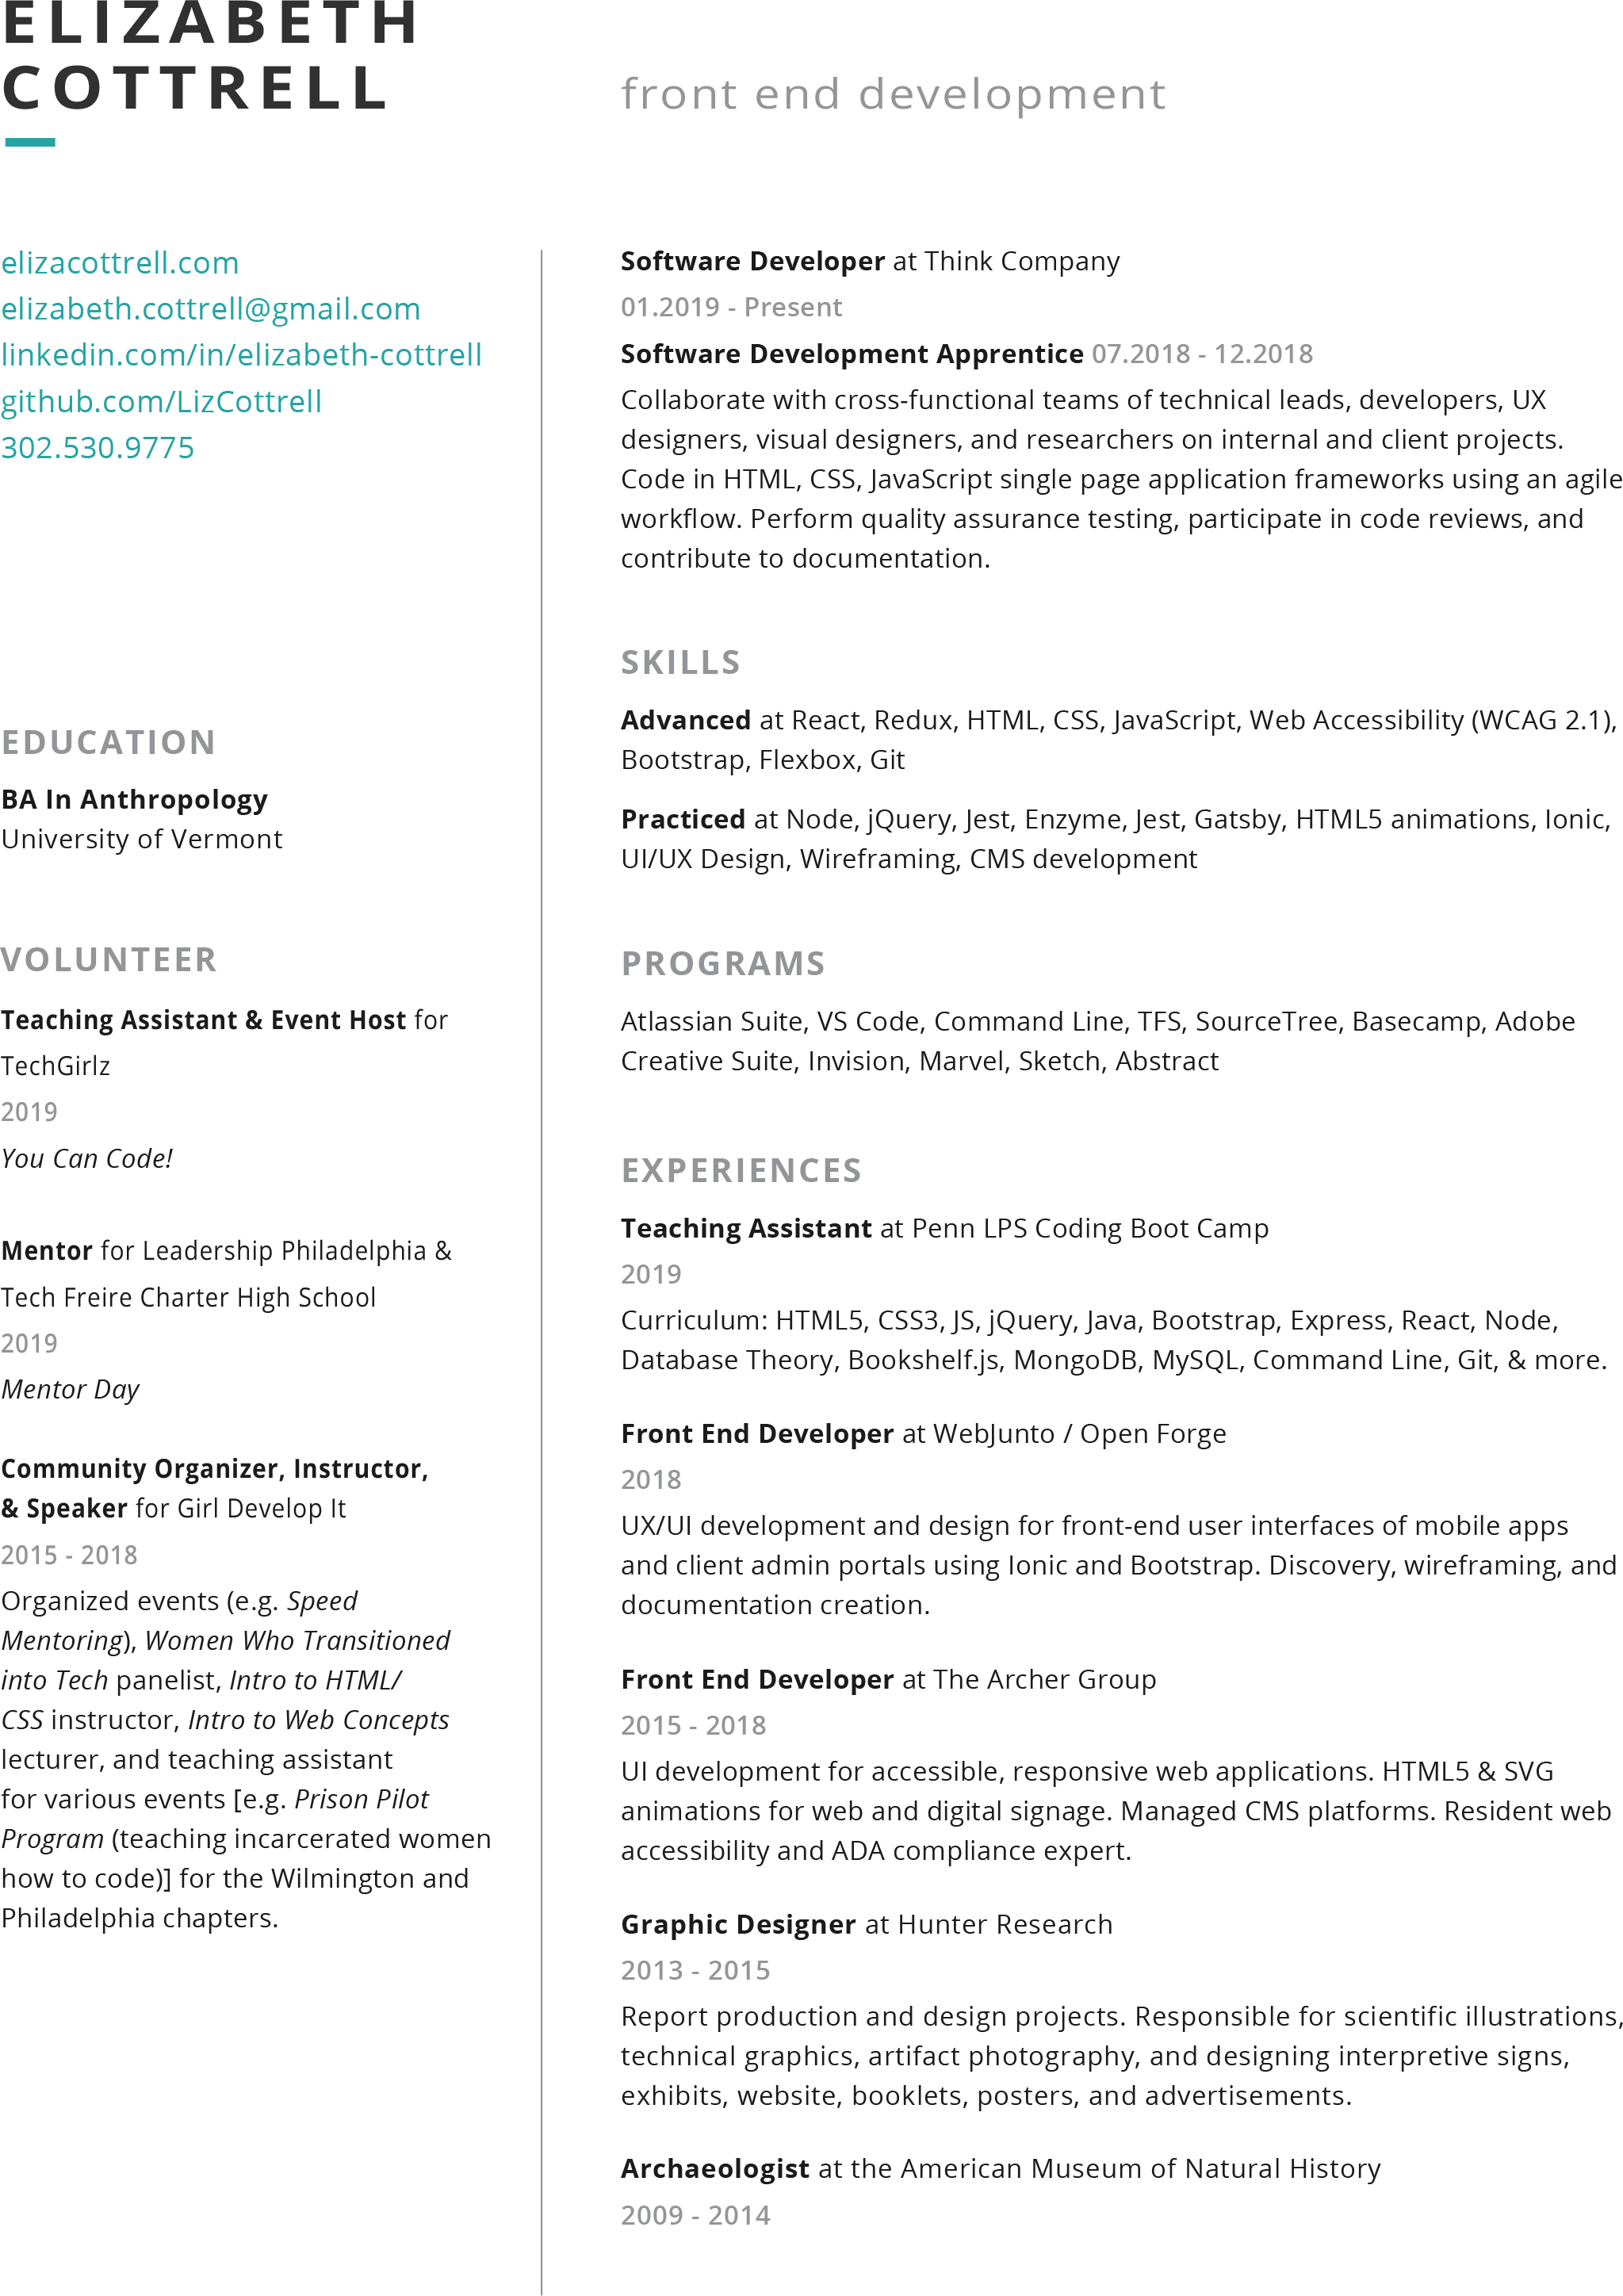 ELIZABETH
COTTRELL
front end development
elizacottrell.com
elizabeth.cottrell@gmail.com
linkedin.com/in/elizabeth-cottrell
github.com/LizCottrell
302.530.9775
EDUCATION
BA In Anthropology
University of Vermont
VOLUNTEER
Teaching Assistant & Event Host for
TechGirlz
2019
You Can Code!
Mentor for Leadership Philadelphia &
Tech Freire Charter High School
2019
Mentor Day
Community Organizer, Instructor,
& Speaker for Girl Develop It
2015 - 2018
Organized events (e.g. Speed
Mentoring), Women Who Transitioned
into Tech panelist, Intro to HTML/
CSS instructor, Intro to Web Concepts
lecturer, and teaching assistant
for various events [e.g. Prison Pilot
Program (teaching incarcerated women
how to code)] for the Wilmington and
Philadelphia chapters.
Software Developer at Think Company
01.2019 - Present
Software Development Apprentice 07.2018 - 12.2018
Collaborate with cross-functional teams of technical leads, developers, UX
designers, visual designers, and researchers on internal and client projects.
Code in HTML, CSS, JavaScript single page application frameworks using an agile
workflow. Perform quality assurance testing, participate in code reviews, and
contribute to documentation.
SKILLS
Advanced at React, Redux, HTML, CSS, JavaScript, Web Accessibility (WCAG 2.1),
Bootstrap, Flexbox, Git
Practiced at Node, jQuery, Jest, Enzyme, Jest, Gatsby, HTML5 animations, Ionic,
UI/UX Design, Wireframing, CMS development
PROGRAMS
Atlassian Suite, VS Code, Command Line, TFS, SourceTree, Basecamp, Adobe
Creative Suite, Invision, Marvel, Sketch, Abstract
EXPERIENCES
Teaching Assistant at Penn LPS Coding Boot Camp
2019
Curriculum: HTML5, CSS3, JS, jQuery, Java, Bootstrap, Express, React, Node,
Database Theory, Bookshelf.js, MongoDB, MySQL, Command Line, Git, & more.
Front End Developer at WebJunto / Open Forge
2018
UX/UI development and design for front-end user interfaces of mobile apps
and client admin portals using Ionic and Bootstrap. Discovery, wireframing, and
documentation creation.
Front End Developer at The Archer Group
2015 - 2018
UI development for accessible, responsive web applications. HTML5 & SVG
animations for web and digital signage. Managed CMS platforms. Resident web
accessibility and ADA compliance expert.
Graphic Designer at Hunter Research
2013 - 2015
Report production and design projects. Responsible for scientific illustrations,
technical graphics, artifact photography, and designing interpretive signs,
exhibits, website, booklets, posters, and advertisements.
Archaeologist at the American Museum of Natural History
2009 - 2014